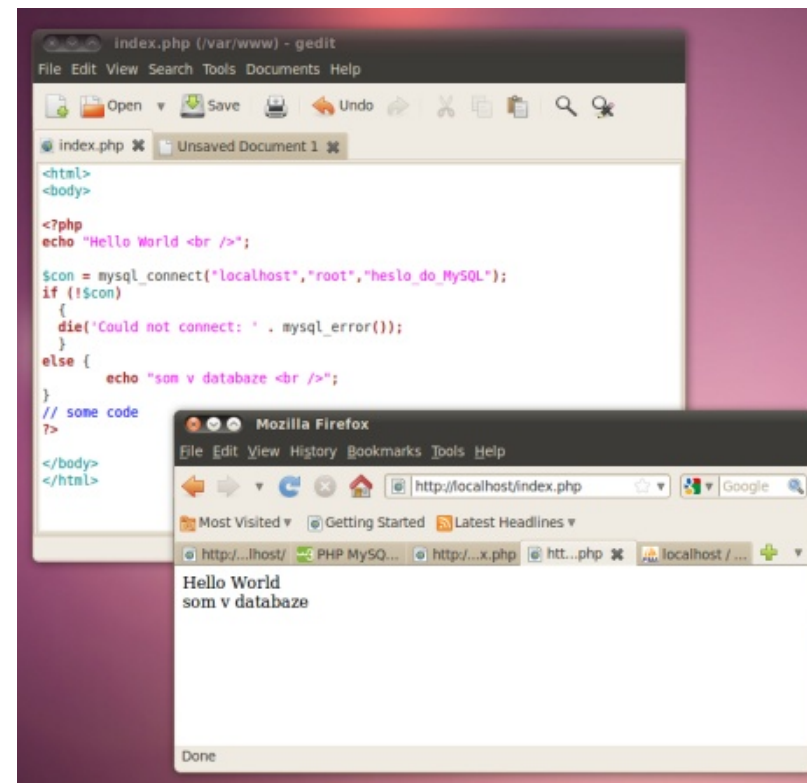 index.php (/var/www) - gedit
File Edit View Search Tools Documents Help
Open Save Undo
index.php Unsaved Document 1
<html>
<body>
<?php
echo "Hello World <br />";
$con = mysql_connect("localhost","root","heslo_do_MySQL");
if (!$con)
{
die('Could not connect: ' . mysql_error());
}
else {
echo "som v databaze <br />";
}
// some code
?>
</body>
</html>
Mozilla Firefox
File Edit View History Bookmarks Tools Help
http://localhost/index.php Google
Most Visited Getting Started Latest Headlines
http:/...lhost/ PHP MySQ... http:/...x.php htt...php localhost / ...
Hello World
som v databaze
Done